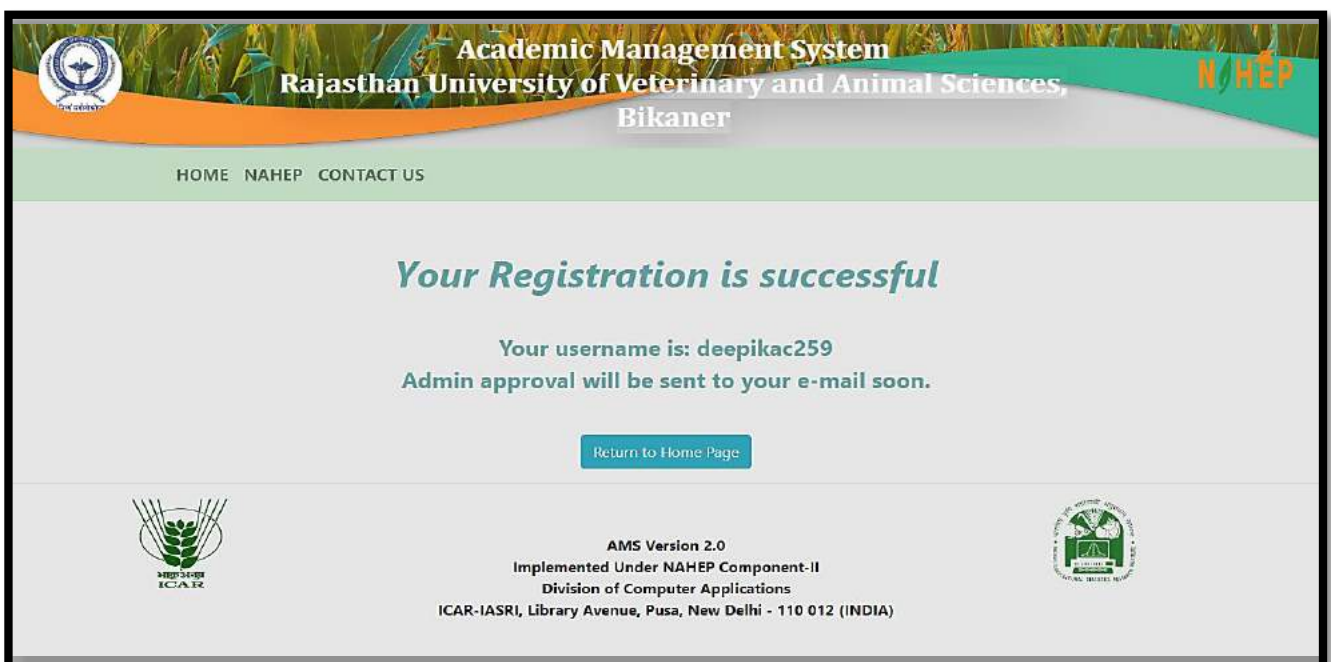 Academic Management System
Rajasthan University of Veterinary and Animal Sciences,
Bikaner
NAHEP
HOME NAHEP CONTACT US
Your Registration is successful
Your username is: deepikac259
Admin approval will be sent to your e-mail soon.
Return to Home Page
भाकृअनुप
ICAR
AMS Version 2.0
Implemented Under NAHEP Component-II
Division of Computer Applications
ICAR-IASRI, Library Avenue, Pusa, New Delhi - 110 012 (INDIA)